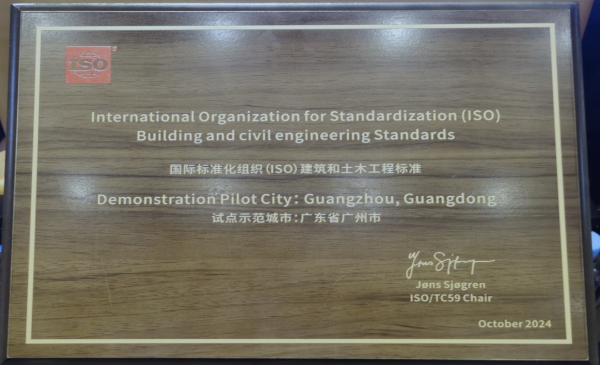 ISO
International Organization for Standardization (ISO)
Building and civil engineering Standards
国际标准化组织(ISO)建筑和土木工程标准
Demonstration Pilot City: Guangzhou, Guangdong
试点示范城市:广东省广州市
Jøns Sjøgren
Jøns Sjøgren
ISO/TC59 Chair
October 2024